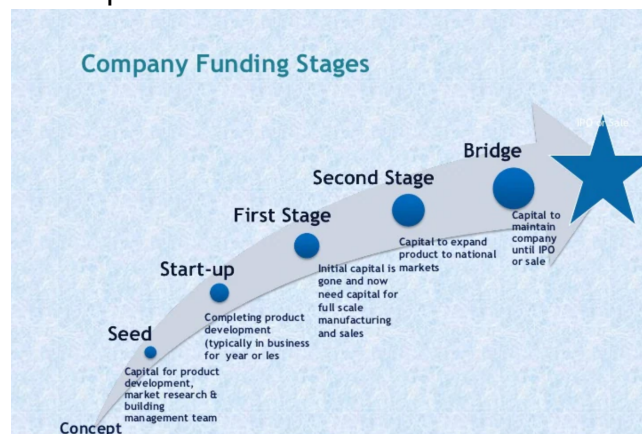 Company Funding Stages
Bridge
Capital to
maintain
company
until IPO
or sale
Second Stage
Capital to expand
product to national
markets
First Stage
Initial capital is
gone and now
need capital for
full scale
manufacturing
and sales
Start-up
Completing product
development
(typically in business
for year or les
Seed
Capital for product
development,
market research &
building
management team
Concept